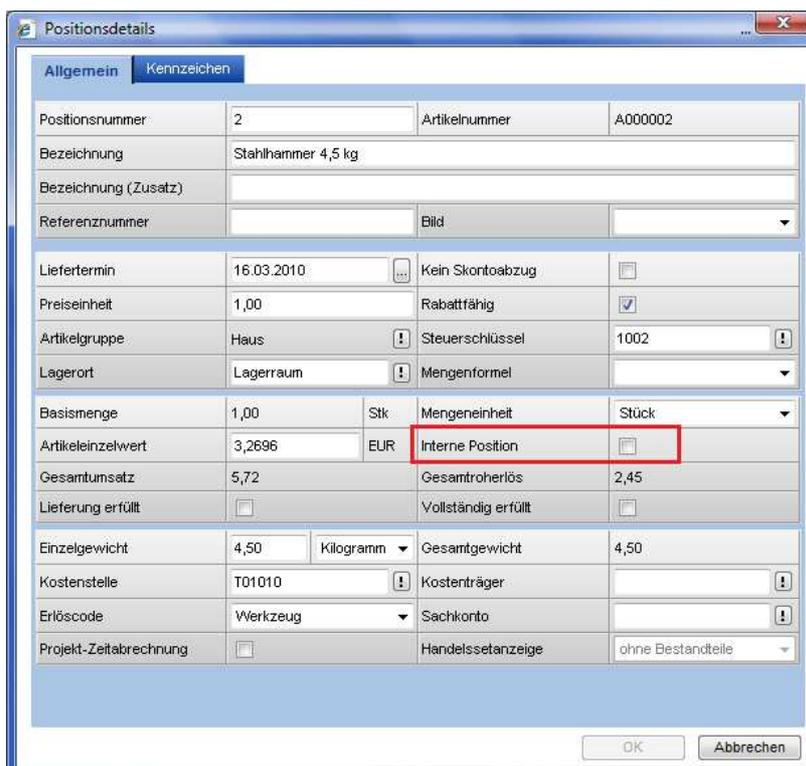 Positionsdetails
...
Allgemein Kennzeichen
Positionsnummer 2 Artikelnummer A000002
Bezeichnung Stahlhammer 4,5 kg
Bezeichnung (Zusatz)
Referenznummer Bild
Liefertermin 16.03.2010 ... Kein Skontoabzug
Preiseinheit 1,00 Rabattfähig
Artikelgruppe Haus ! Steuerschlüssel 1002 !
Lagerort Lagerraum ! Mengenformel
Basismenge 1,00 Stk Mengeneinheit Stück
Artikeleinzelwert 3,2696 EUR Interne Position
Gesamtumsatz 5,72 Gesamtroherlös 2,45
Lieferung erfüllt Vollständig erfüllt
Einzelgewicht 4,50 Kilogramm Gesamtgewicht 4,50
Kostenstelle T01010 ! Kostenträger !
Erlöscode Werkzeug Sachkonto !
Projekt-Zeitabrechnung Handelssetanzeige ohne Bestandteile
OK Abbrechen